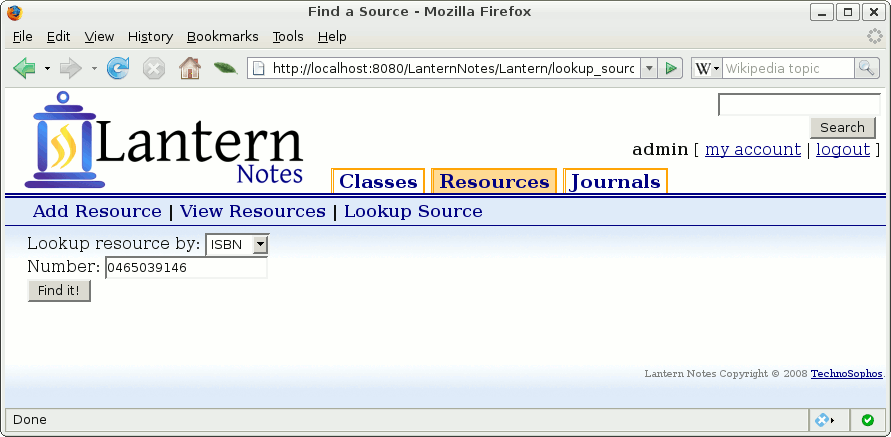 Find a Source - Mozilla Firefox
File Edit View History Bookmarks Tools Help
http://localhost:8080/LanternNotes/Lantern/lookup_sourc
W Wikipedia topic
Lantern
Notes
Search
admin [ my account | logout ]
Classes Resources Journals
Add Resource | View Resources | Lookup Source
Lookup resource by: ISBN
Number: 0465039146
Find it!
Lantern Notes Copyright © 2008 TechnoSophos.
Done